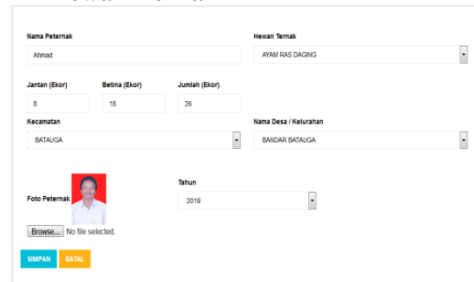 Nama Peternak
Hewan Ternak
Ahmad
AYAM RAS DAGING
Jantan (Ekor)
Betina (Ekor)
Jumlah (Ekor)
18
26
Kecamatan
Nama Desa / Kelurahan
BATAUGA
BANDAR BATAUGA
Foto Peternak
Tahun
2019
Browse... No file selected.
SIMPAN
BATAL